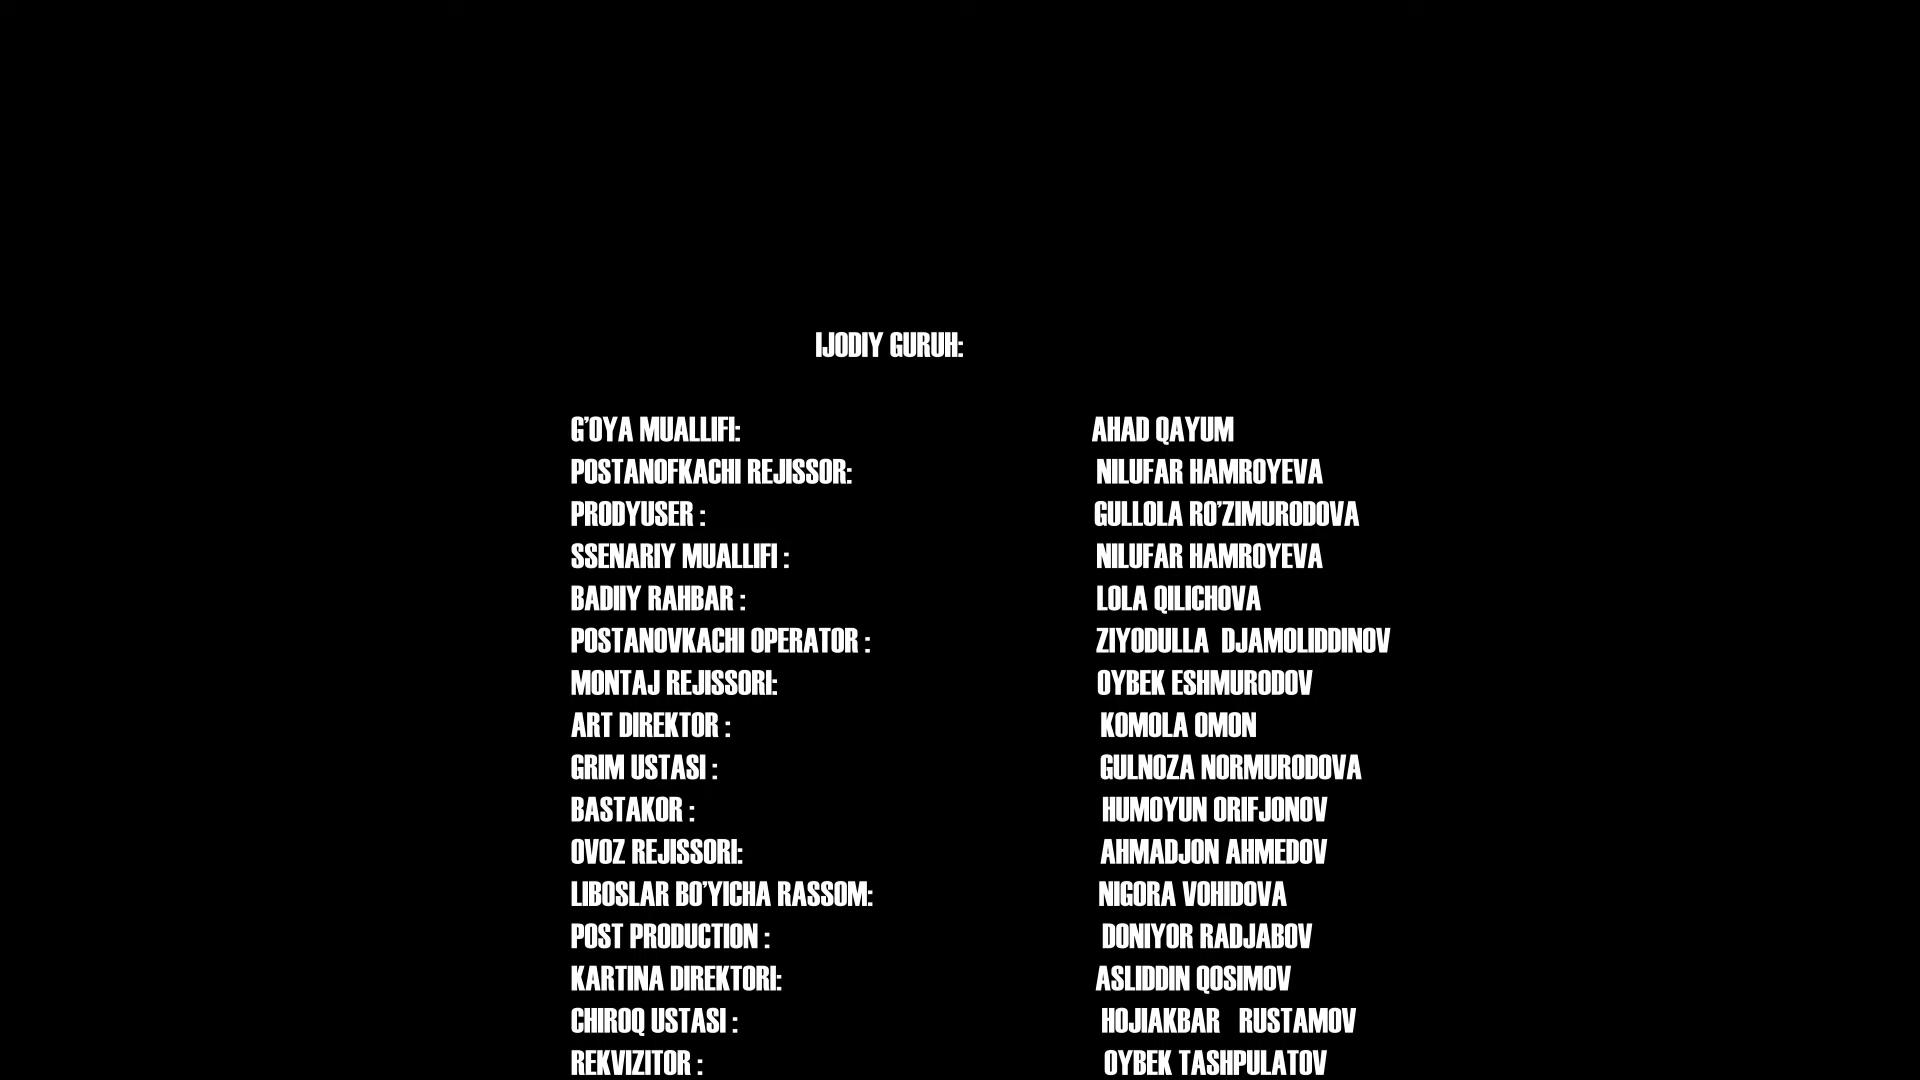 IJODIY GURUH:
G'OYA MUALLIFI: AHAD QAYUM
POSTANOFKACHI REJISSOR: NILUFAR HAMROYEVA
PRODYUSER : GULLOLA RO'ZIMURODOVA
SSENARIY MUALLIFI : NILUFAR HAMROYEVA
BADIIY RAHBAR : LOLA QILICHOVA
POSTANOVKACHI OPERATOR : ZIYODULLA DJAMOLIDDINOV
MONTAJ REJISSORI: OYBEK ESHMURODOV
ART DIREKTOR : KOMOLA OMON
GRIM USTASI : GULNOZA NORMURODOVA
BASTAKOR : HUMOYUN ORIFJONOV
OVOZ REJISSORI: AHMADJON AHMEDOV
LIBOSLAR BO'YICHA RASSOM: NIGORA VOHIDOVA
POST PRODUCTION : DONIYOR RADJABOV
KARTINA DIREKTORI: ASLIDDIN QOSIMOV
CHIROQ USTASI : HOJIAKBAR RUSTAMOV
REKVIZITOR : OYBEK TASHPULATOV